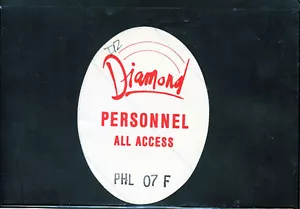 Diamond
PERSONNEL
ALL ACCESS
PHL 07 F